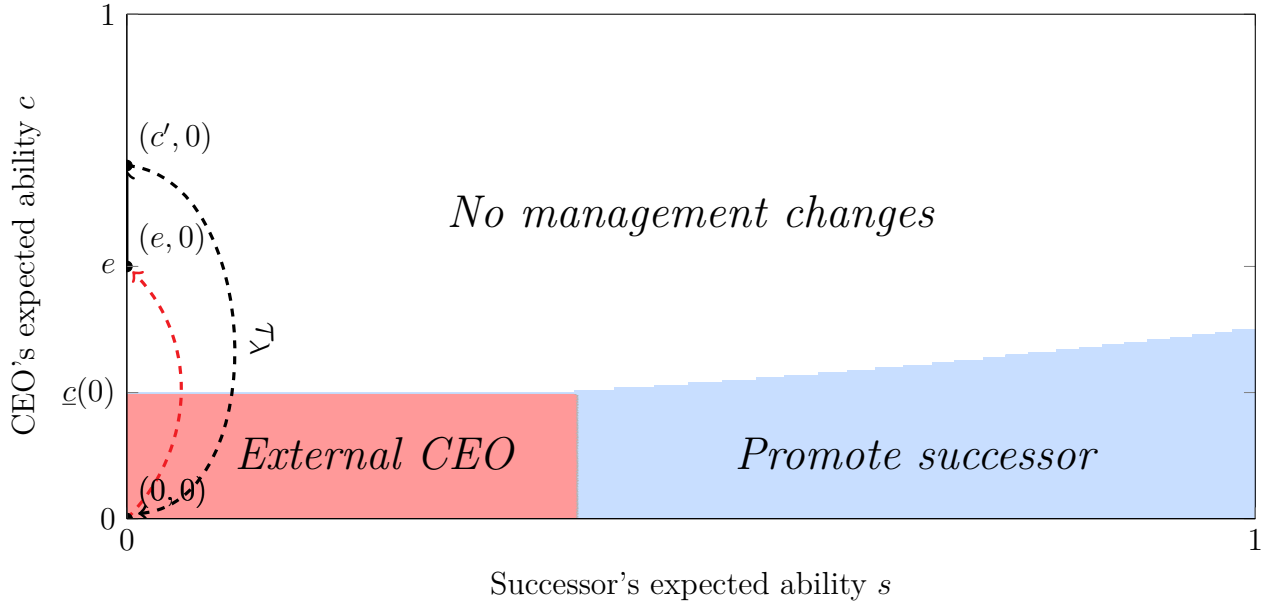 1
(c′, 0)
No management changes
(e, 0)
e
τλ
c(0)
External CEO
Promote successor
(0, 0)
0
0
1
Successor's expected ability s
CEO's expected ability c